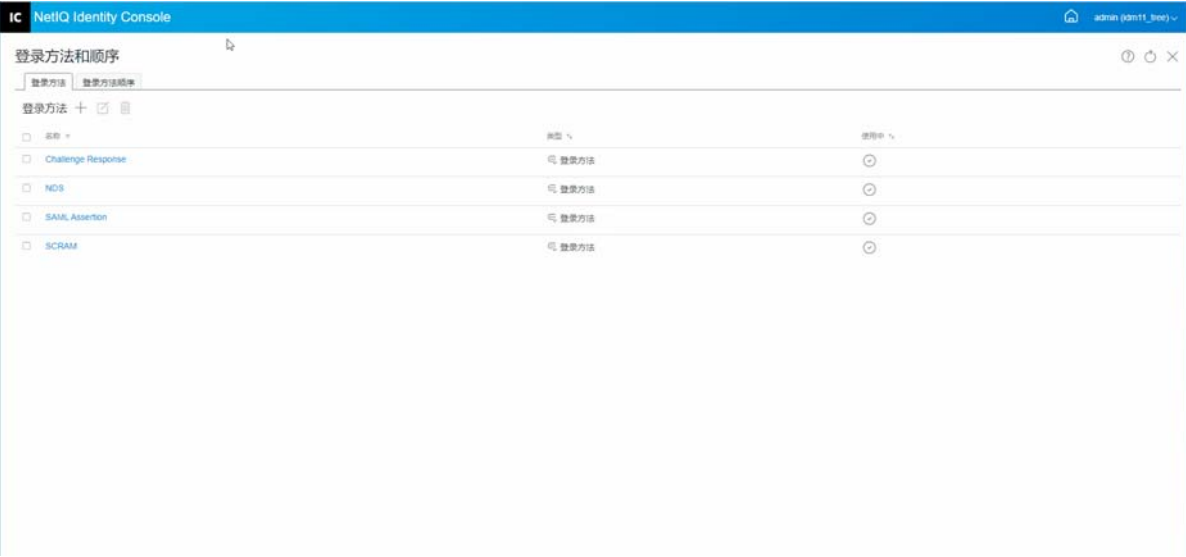 IC NetIQ Identity Console admin (idm11_tree)
登录方法和顺序
登录方法 登录方法顺序
登录方法
名称 类型 使用中
Challenge Response 登录方法
NDS 登录方法
SAML Assertion 登录方法
SCRAM 登录方法